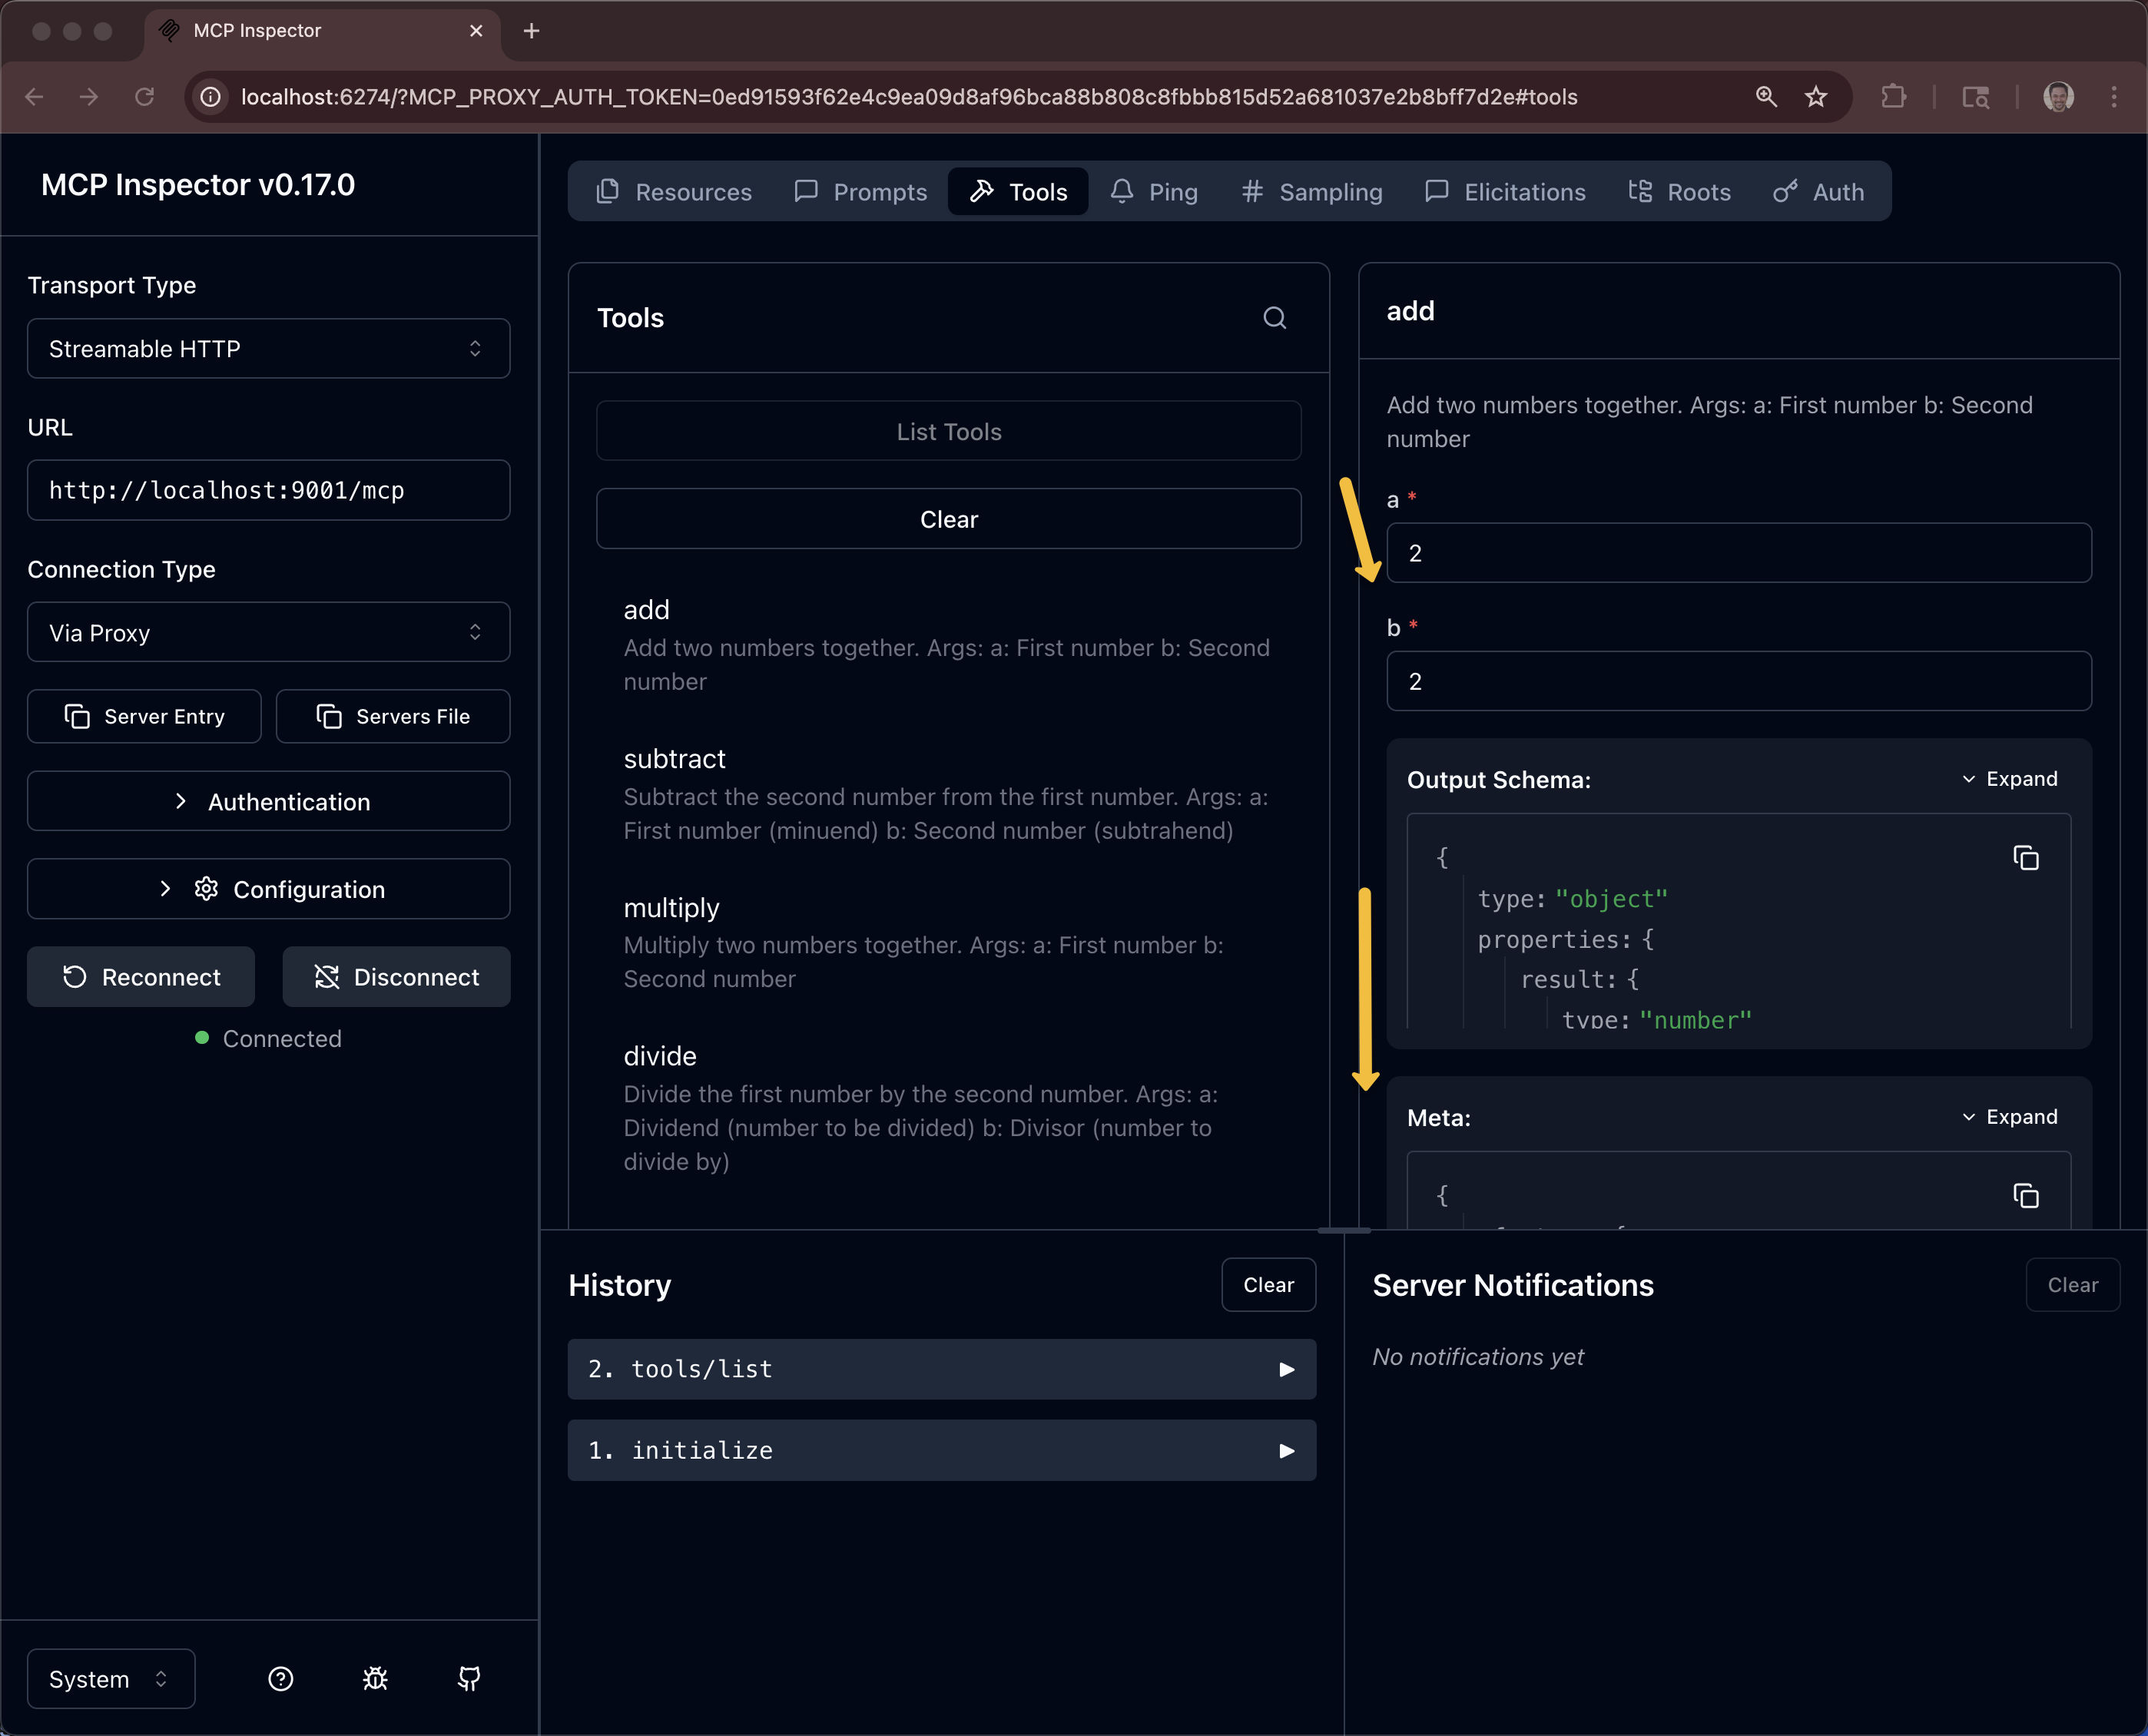 MCP Inspector
localhost:6274/?MCP_PROXY_AUTH_TOKEN=0ed91593f62e4c9ea09d8af96bca88b808c8fbbb815d52a681037e2b8bff7d2e#tools
MCP Inspector v0.17.0
Transport Type
Streamable HTTP
URL
http://localhost:9001/mcp
Connection Type
Via Proxy
Server Entry
Servers File
Authentication
Configuration
Reconnect
Disconnect
Connected
System
Resources
Prompts
Tools
Ping
Sampling
Elicitations
Roots
Auth
Tools
List Tools
Clear
add
Add two numbers together. Args: a: First number b: Second
number
subtract
Subtract the second number from the first number. Args: a:
First number (minuend) b: Second number (subtrahend)
multiply
Multiply two numbers together. Args: a: First number b:
Second number
divide
Divide the first number by the second number. Args: a:
Dividend (number to be divided) b: Divisor (number to
divide by)
add
Add two numbers together. Args: a: First number b: Second
number
a *
2
b *
2
Output Schema:
Expand
{
type: "object"
properties: {
result: {
type: "number"
Meta:
Expand
{
History
Clear
2. tools/list
1. initialize
Server Notifications
Clear
No notifications yet